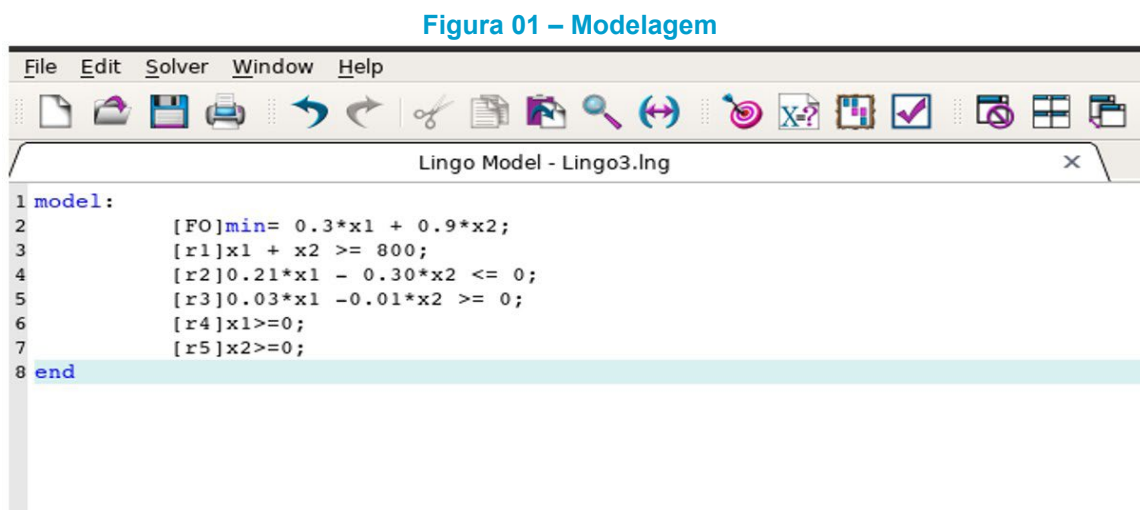 Figura 01 – Modelagem
File Edit Solver Window Help
X=?
Lingo Model - Lingo3.lng ×
1 model:
2 [FO]min= 0.3*x1 + 0.9*x2;
3 [r1]x1 + x2 >= 800;
4 [r2]0.21*x1 - 0.30*x2 <= 0;
5 [r3]0.03*x1 -0.01*x2 >= 0;
6 [r4]x1>=0;
7 [r5]x2>=0;
8 end